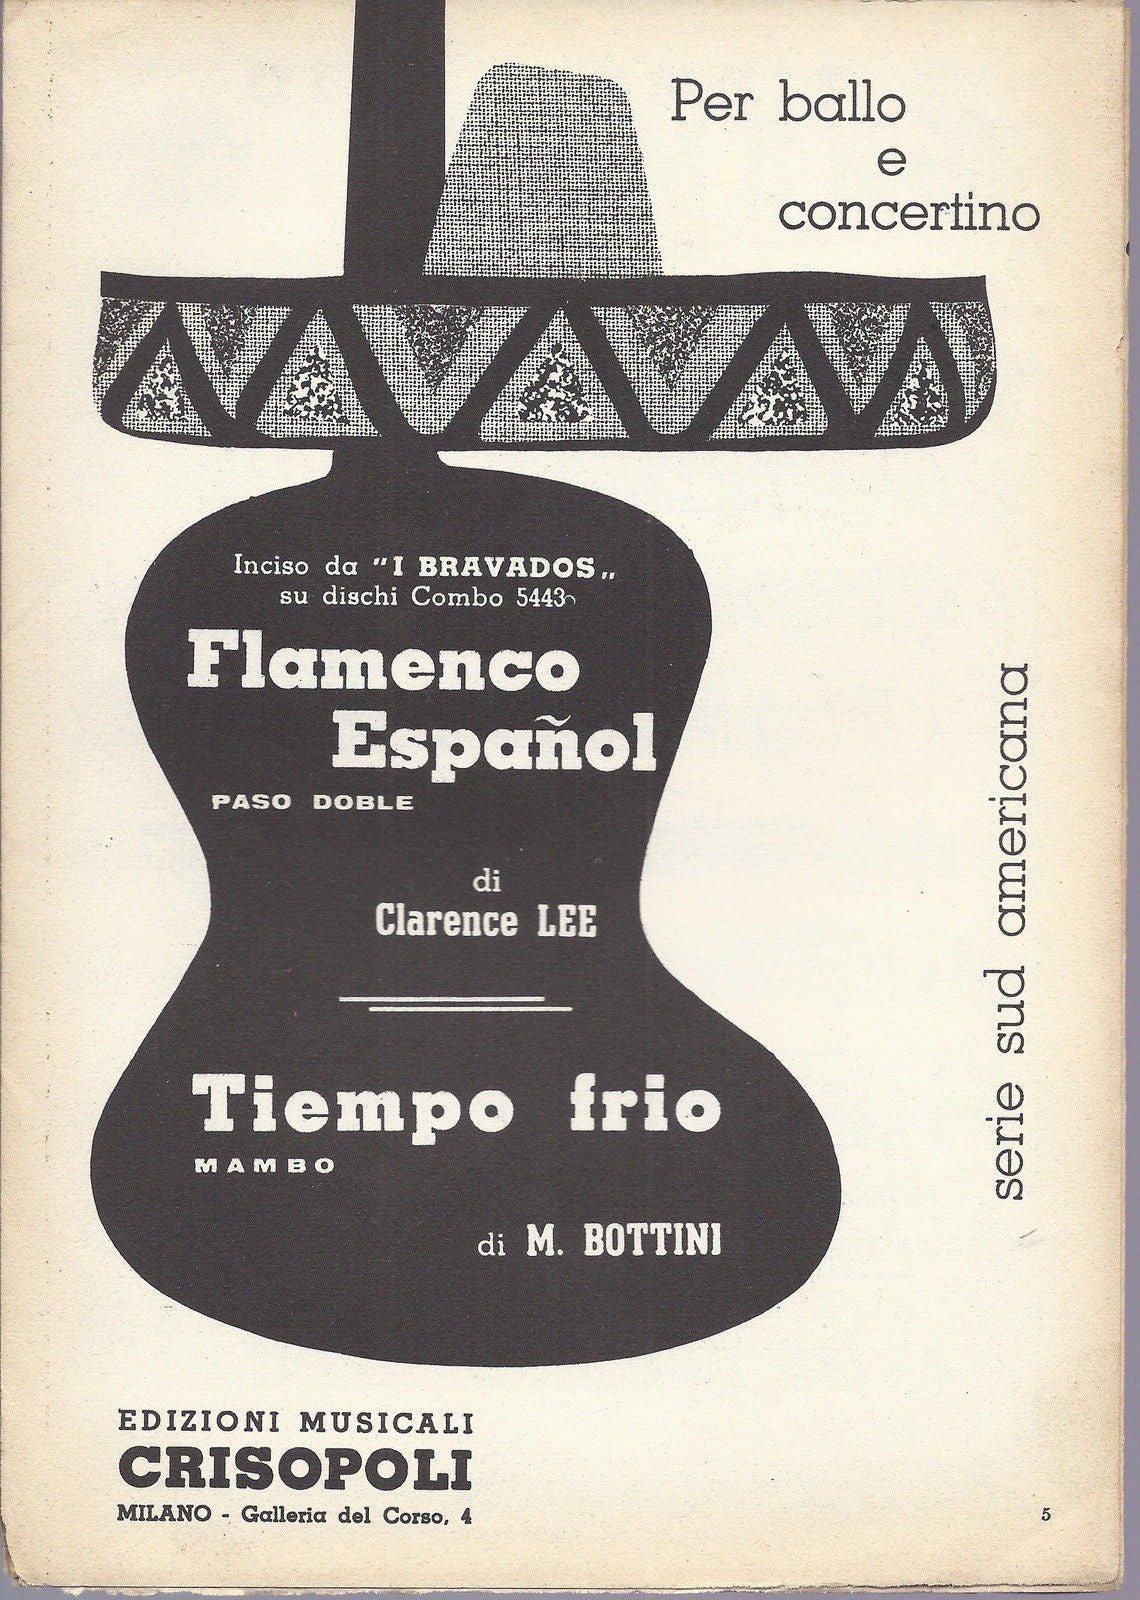 Per ballo
e
concertino
Inciso da "I BRAVADOS„
su dischi Combo
Flamenco
Español
PASO DOBLE
di
Clarence LEE
Tiempo frio
MAMBO
di M. BOTTINI
serie sud americana
EDIZIONI MUSICALI
CRISOPOLI
MILANO - Galleria del Corso, 4
5